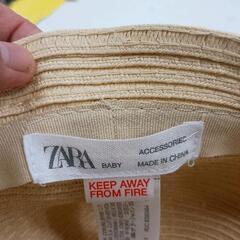 ZARA
BABY
ACCESSORIES
MADE IN CHINA
KEEP AWAY
FROM FIRE